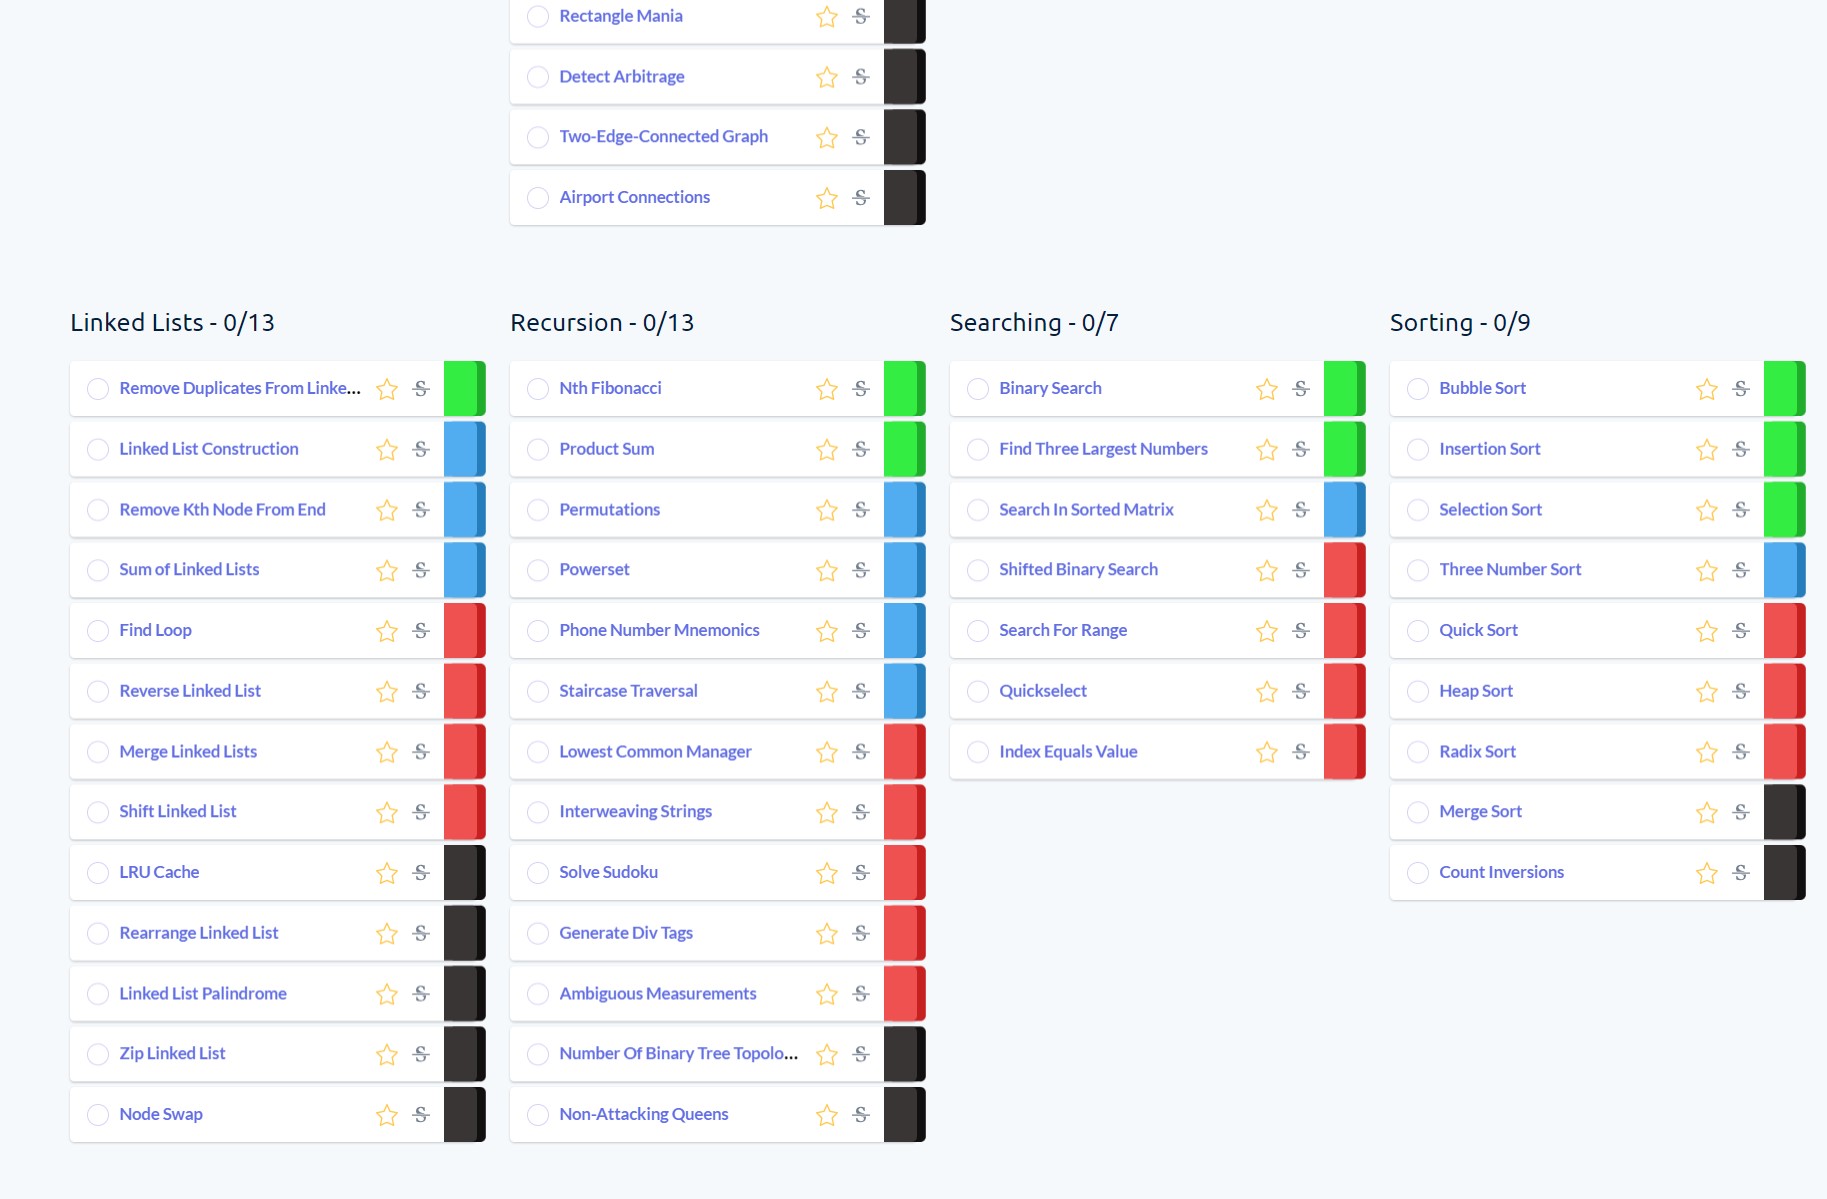 Rectangle Mania
Detect Arbitrage
Two-Edge-Connected Graph
Airport Connections
Linked Lists - 0/13
Remove Duplicates From Linke...
Linked List Construction
Remove Kth Node From End
Sum of Linked Lists
Find Loop
Reverse Linked List
Merge Linked Lists
Shift Linked List
LRU Cache
Rearrange Linked List
Linked List Palindrome
Zip Linked List
Node Swap
Recursion - 0/13
Nth Fibonacci
Product Sum
Permutations
Powerset
Phone Number Mnemonics
Staircase Traversal
Lowest Common Manager
Interweaving Strings
Solve Sudoku
Generate Div Tags
Ambiguous Measurements
Number Of Binary Tree Topolo...
Non-Attacking Queens
Searching - 0/7
Binary Search
Find Three Largest Numbers
Search In Sorted Matrix
Shifted Binary Search
Search For Range
Quickselect
Index Equals Value
Sorting - 0/9
Bubble Sort
Insertion Sort
Selection Sort
Three Number Sort
Quick Sort
Heap Sort
Radix Sort
Merge Sort
Count Inversions